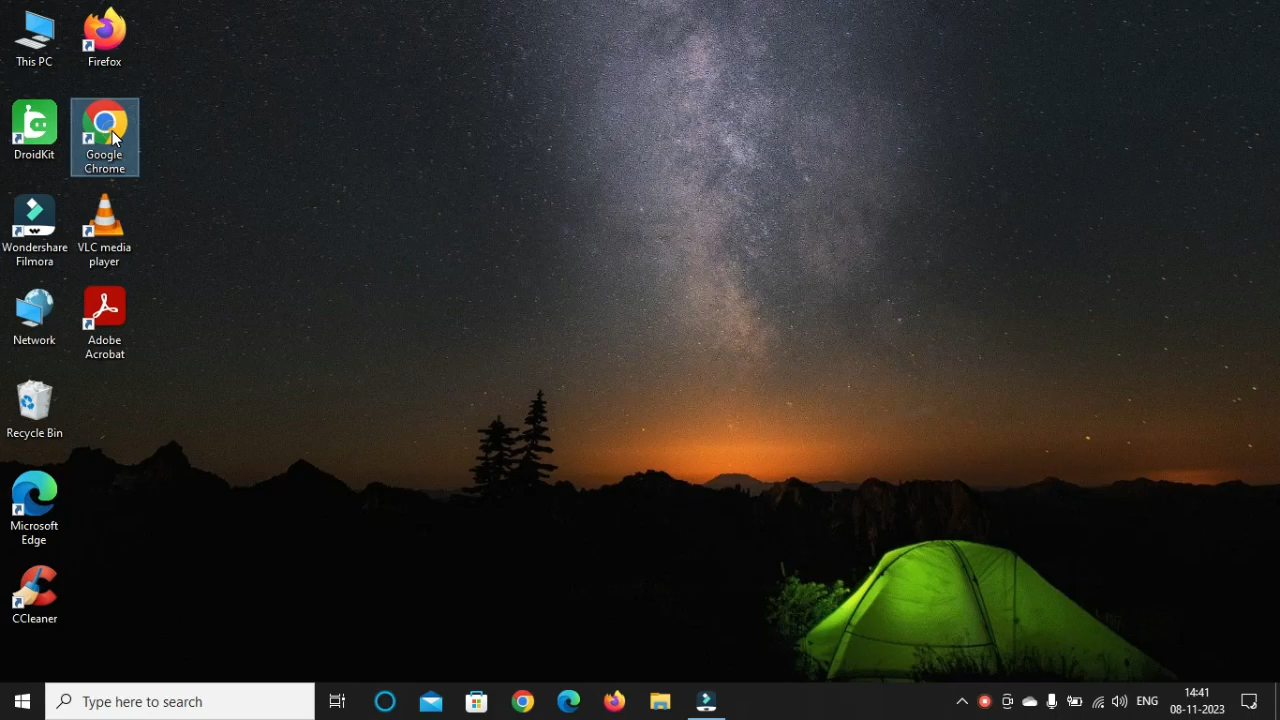 This PC
Firefox
DroidKit
Google
Chrome
Wondershare
Filmora
VLC media
player
Network
Adobe
Acrobat
Recycle Bin
Microsoft
Edge
CCleaner
Type here to search
ENG
14:41
08-11-2023